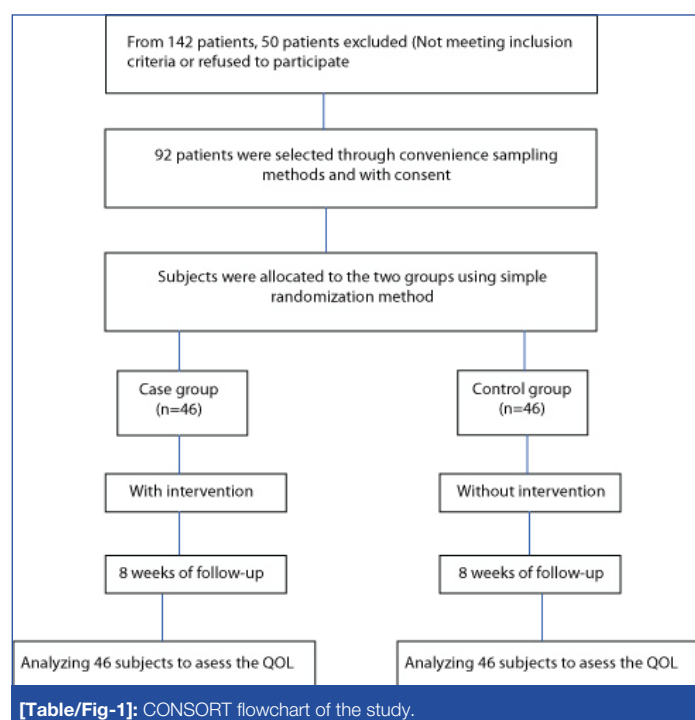 From 142 patients, 50 patients excluded (Not meeting inclusion
criteria or refused to participate
92 patients were selected through convenience sampling
methods and with consent
Subjects were allocated to the two groups using simple
randomization method
Case group
(n=46)
Control group
(n=46)
With intervention
Without intervention
8 weeks of follow-up
8 weeks of follow-up
Analyzing 46 subjects to asess the QOL
Analyzing 46 subjects to asess the QOL
[Table/Fig-1]: CONSORT flowchart of the study.